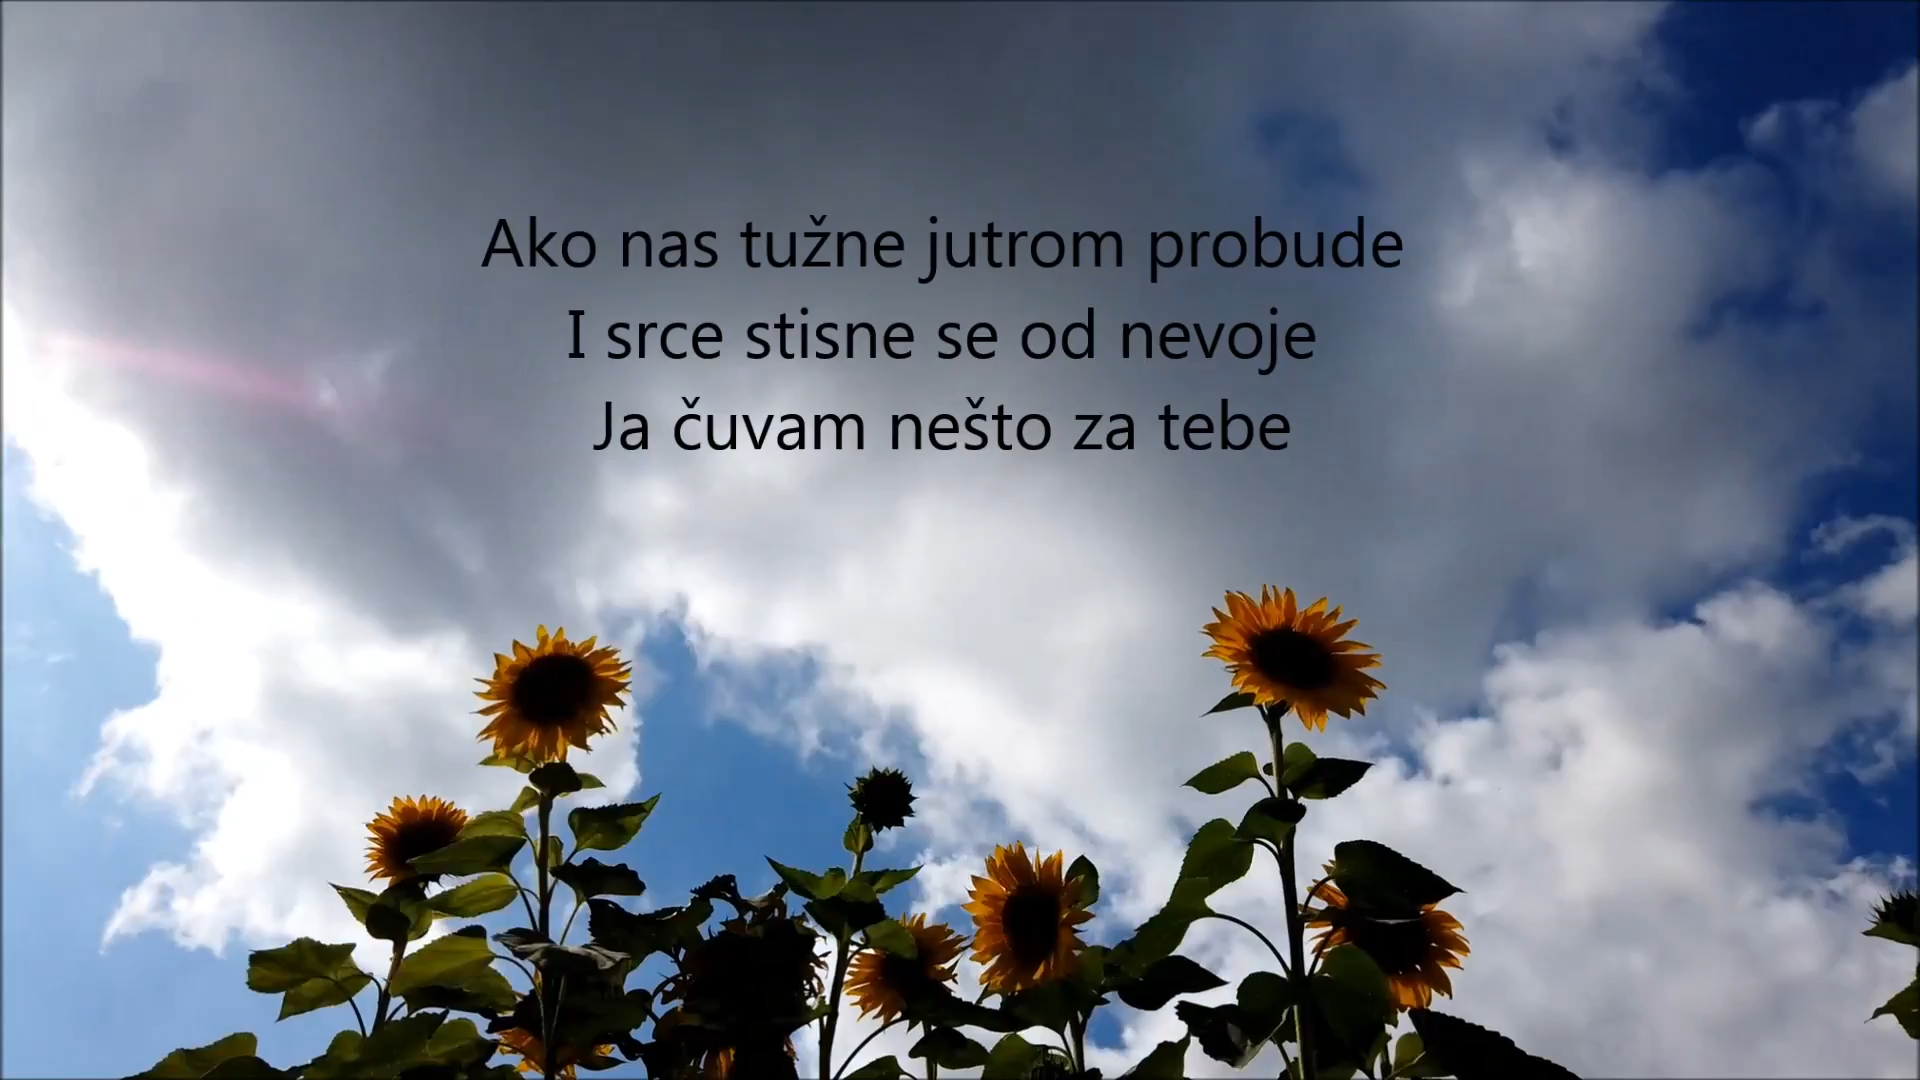 Ako nas tužne jutrom probude
I srce stisne se od nevoje
Ja čuvam nešto za tebe